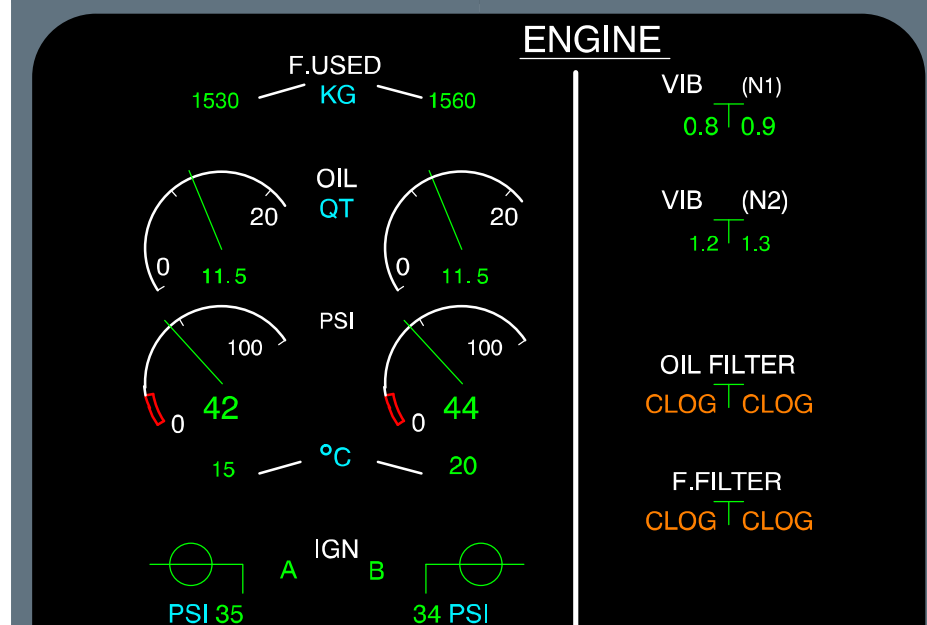 ENGINE
F.USED
1530 KG 1560
OIL
QT
0 20 11.5
0 20 11.5
PSI
0 100 42
0 100 44
15 °C 20
IGN
A B
PSI 35
34 PSI
VIB (N1)
0.8 0.9
VIB (N2)
1.2 1.3
OIL FILTER
CLOG CLOG
F.FILTER
CLOG CLOG